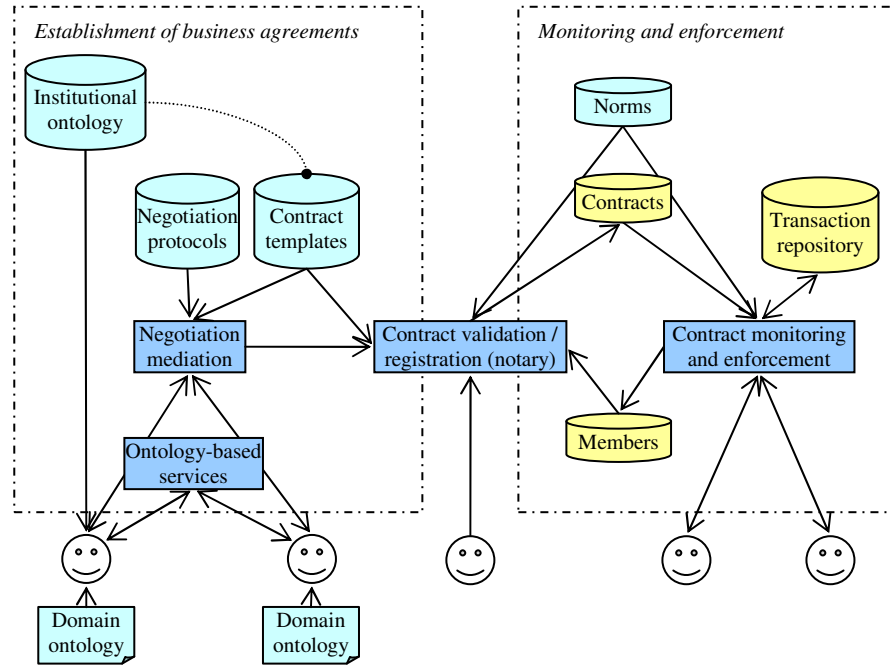 Establishment of business agreements
Monitoring and enforcement
Institutional
ontology
Norms
Negotiation
protocols
Contract
templates
Contracts
Transaction
repository
Negotiation
mediation
Contract validation /
registration (notary)
Contract monitoring
and enforcement
Members
Ontology-based
services
Domain
ontology
Domain
ontology